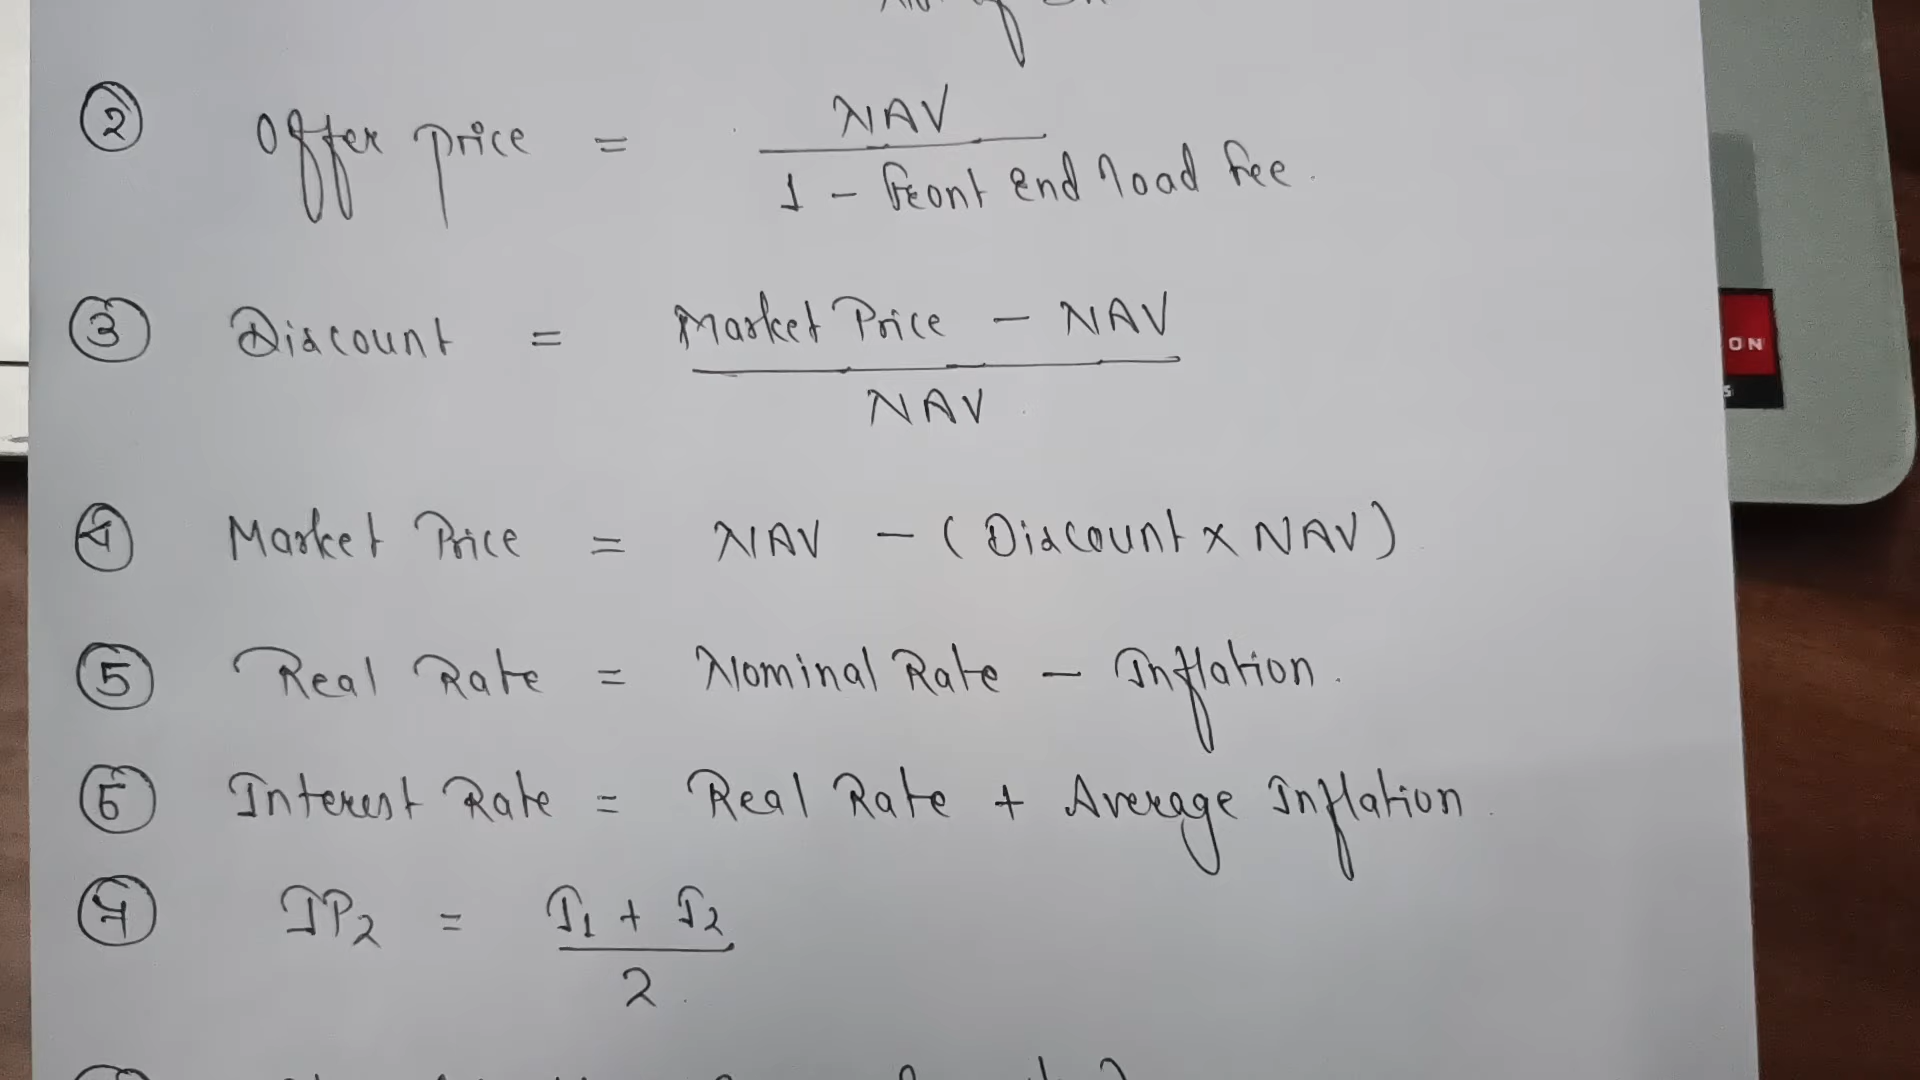 ② Offer price = NAV / 1 - Front end load fee.
③ Discount = Market Price - NAV / NAV
④ Market Price = NAV - (Discount x NAV)
⑤ Real Rate = Nominal Rate - Inflation.
⑥ Interest Rate = Real Rate + Average Inflation.
⑦ IP2 = I1 + I2 / 2
ON